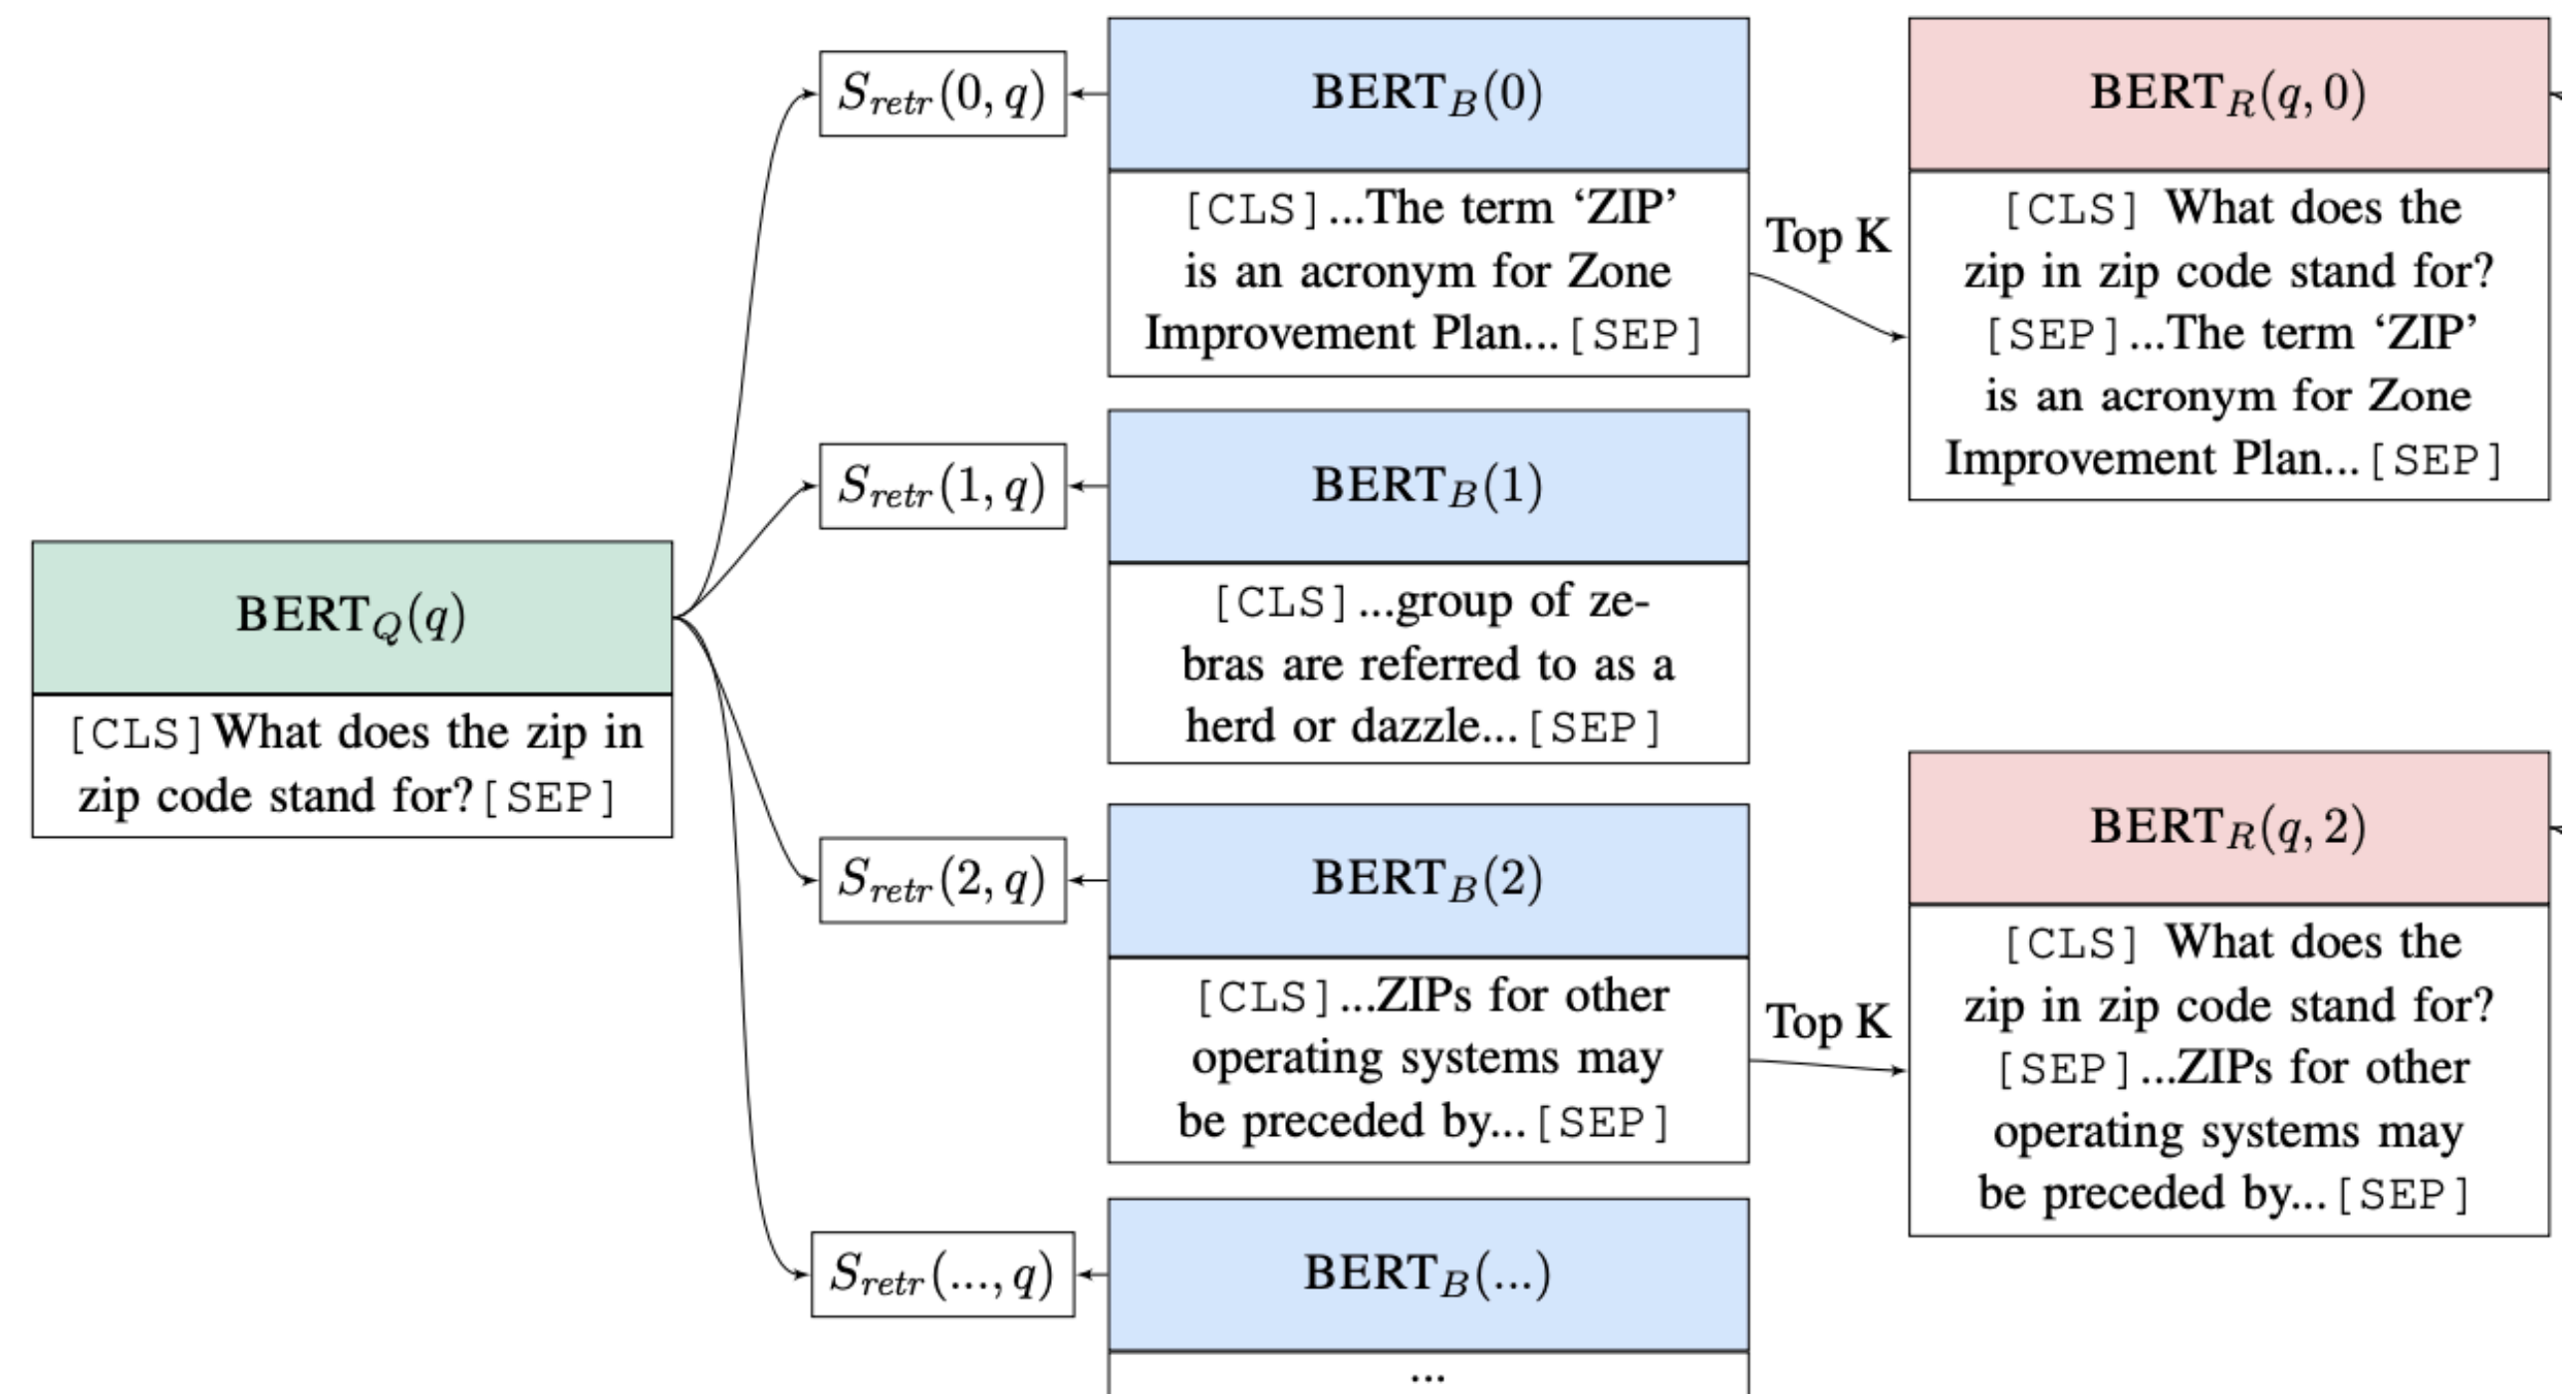 BERT_Q(q)
[CLS]What does the zip in
zip code stand for?[SEP]
S_retr(0, q)
S_retr(1, q)
S_retr(2, q)
S_retr(..., q)
BERT_B(0)
[CLS]...The term ‘ZIP’
is an acronym for Zone
Improvement Plan...[SEP]
BERT_B(1)
[CLS]...group of ze-
bras are referred to as a
herd or dazzle...[SEP]
BERT_B(2)
[CLS]...ZIPs for other
operating systems may
be preceded by...[SEP]
BERT_B(...)
...
Top K
Top K
BERT_R(q, 0)
[CLS] What does the
zip in zip code stand for?
[SEP]...The term ‘ZIP’
is an acronym for Zone
Improvement Plan...[SEP]
BERT_R(q, 2)
[CLS] What does the
zip in zip code stand for?
[SEP]...ZIPs for other
operating systems may
be preceded by...[SEP]